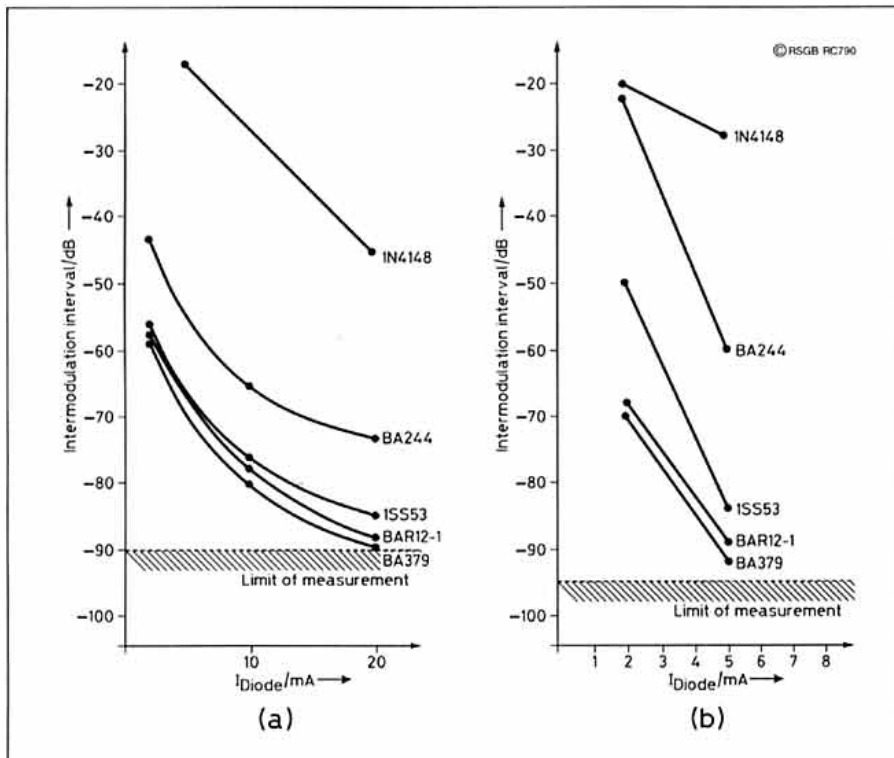 © RSGB RC790
Intermodulation interval/dB
-20
-30
-40
-50
-60
-70
-80
-90
-100
1N4148
BA244
1SS53
BAR12-1
BA379
Limit of measurement
10
20
IDiode/mA
(a)
Intermodulation interval/dB
-20
-30
-40
-50
-60
-70
-80
-90
-100
1N4148
BA244
1SS53
BAR12-1
BA379
Limit of measurement
1 2 3 4 5 6 7 8
IDiode/mA
(b)